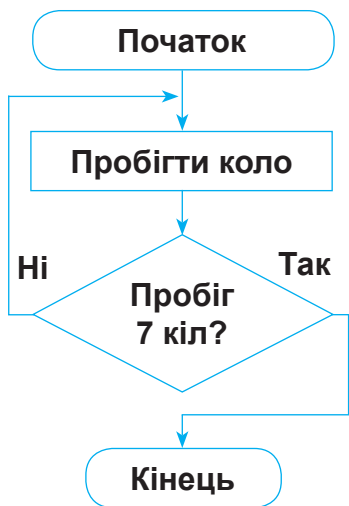 Початок
Пробігти коло
Ні
Так
Пробіг
7 кіл?
Кінець